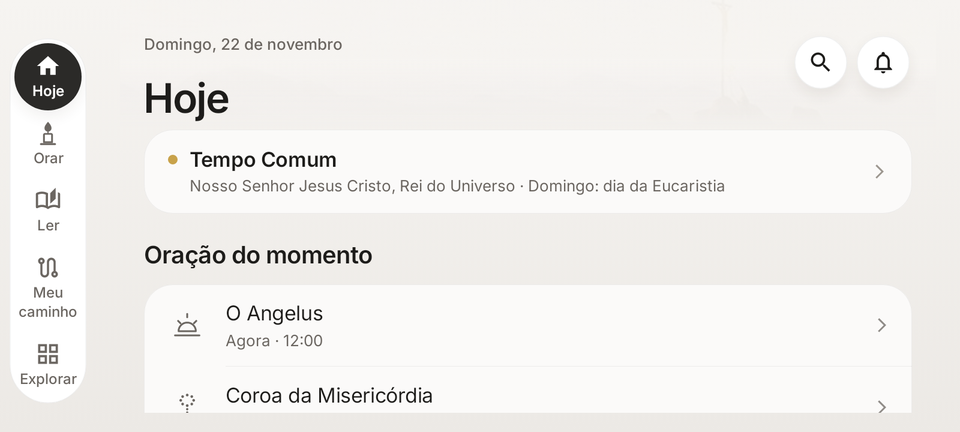 Domingo, 22 de novembro
Hoje
Hoje
Orar
Ler
Meu
caminho
Explorar
Tempo Comum
Nosso Senhor Jesus Cristo, Rei do Universo · Domingo: dia da Eucaristia
Oração do momento
O Angelus
Agora · 12:00
Coroa da Misericórdia